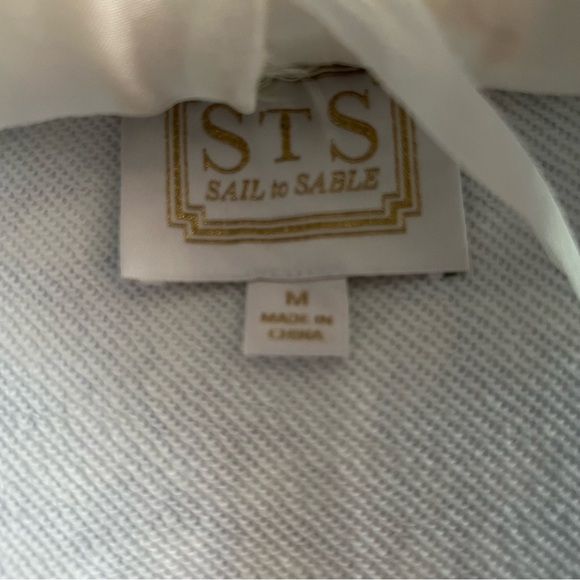 STS
SAIL to SABLE
M
MADE IN
CHINA